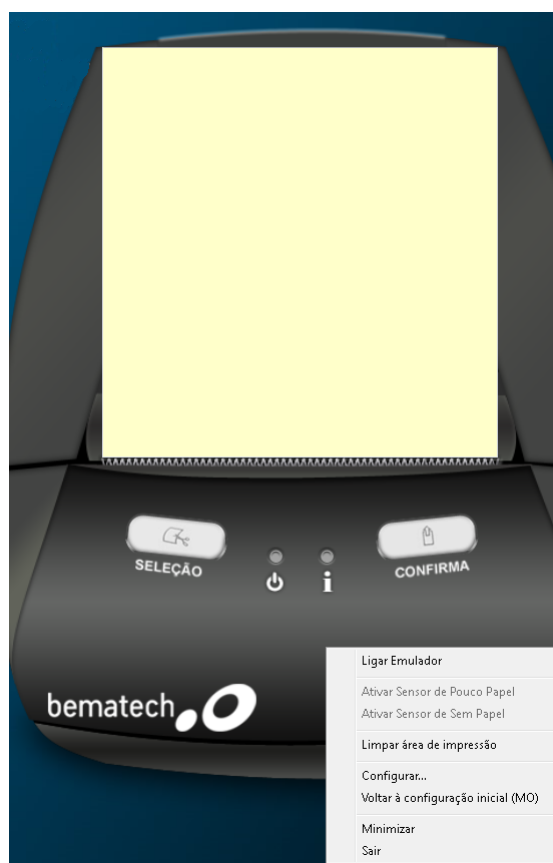 SELEÇÃO
CONFIRMA
bematech
Ligar Emulador
Ativar Sensor de Pouco Papel
Ativar Sensor de Sem Papel
Limpar área de impressão
Configurar...
Voltar à configuração inicial (MO)
Minimizar
Sair